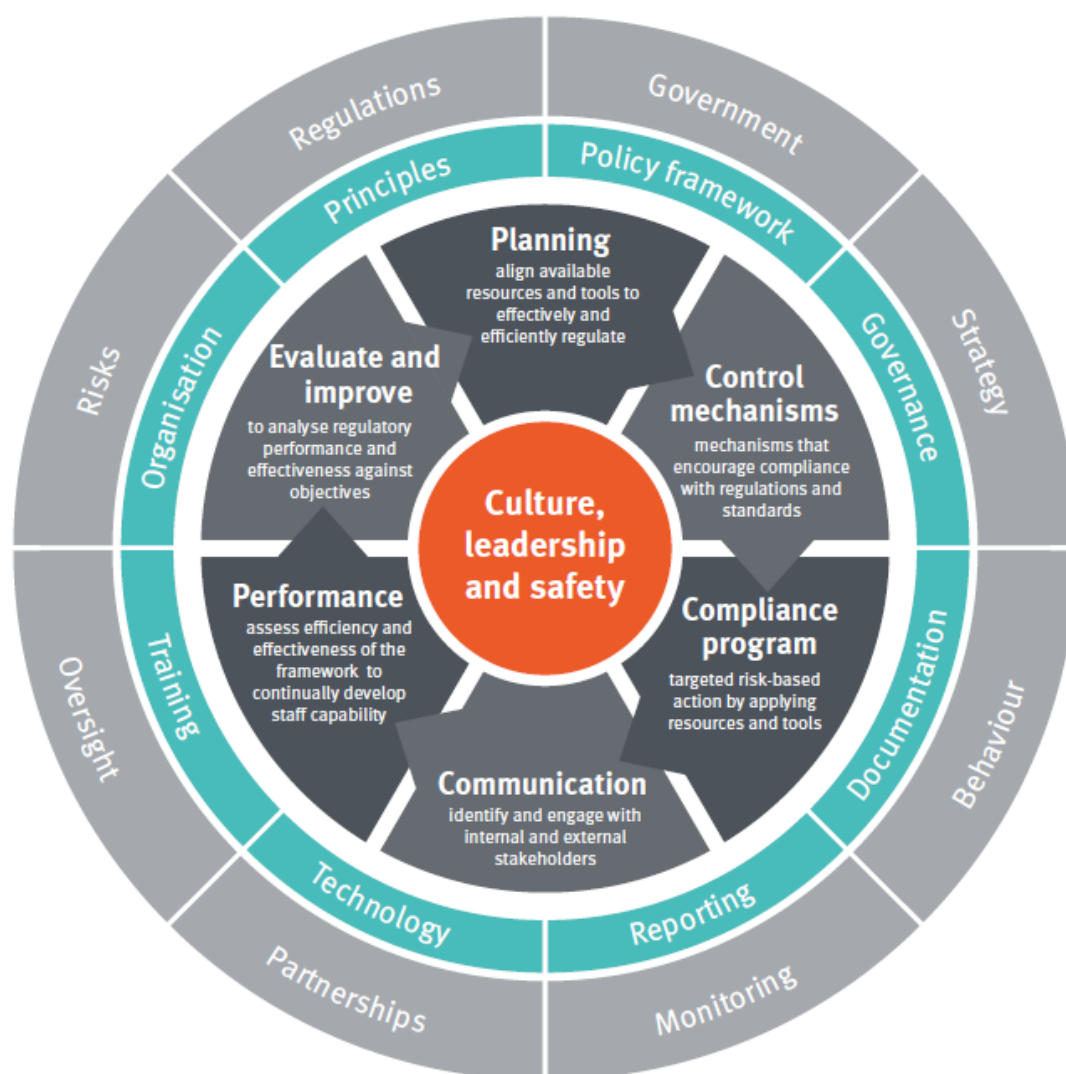 Regulations
Government
Strategy
Behaviour
Monitoring
Partnerships
Oversight
Risks
Principles
Policy framework
Governance
Documentation
Reporting
Technology
Training
Organisation
Planning
align available
resources and tools to
effectively and
efficiently regulate
Control
mechanisms
mechanisms that
encourage compliance
with regulations and
standards
Compliance
program
targeted risk-based
action by applying
resources and tools
Communication
identify and engage with
internal and external
stakeholders
Performance
assess efficiency and
effectiveness of the
framework to
continually develop
staff capability
Evaluate and
improve
to analyse regulatory
performance and
effectiveness against
objectives
Culture,
leadership
and safety